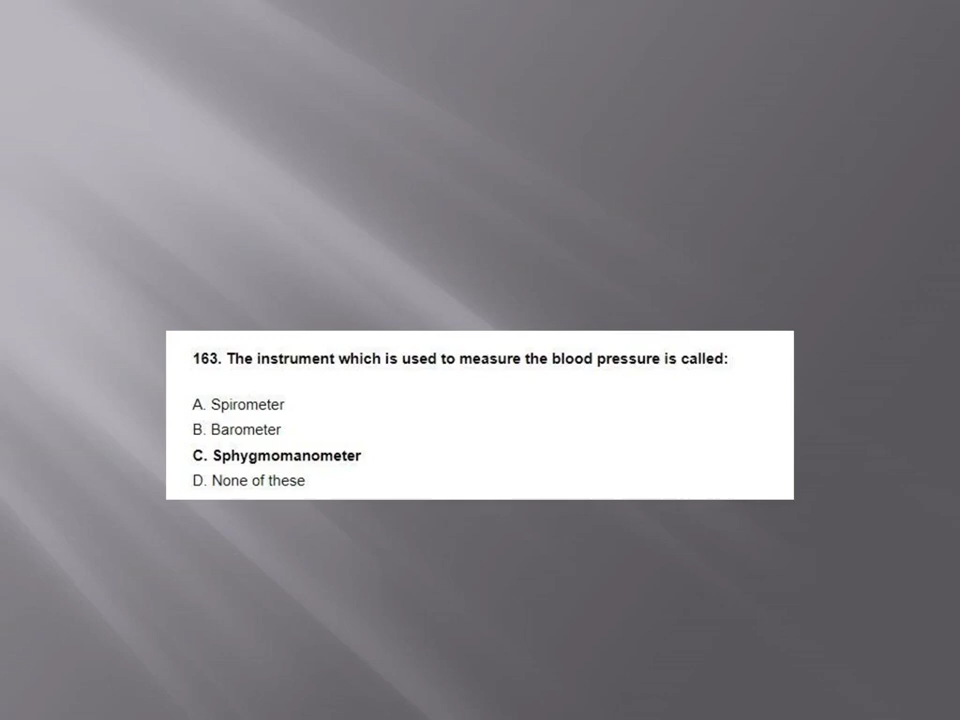 163. The instrument which is used to measure the blood pressure is called:
A. Spirometer
B. Barometer
C. Sphygmomanometer
D. None of these